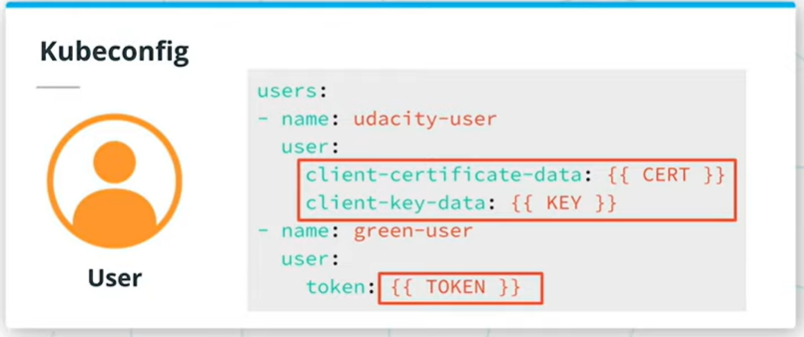 Kubeconfig
User
users:
- name: udacity-user
user:
client-certificate-data: {{ CERT }}
client-key-data: {{ KEY }}
- name: green-user
user:
token: {{ TOKEN }}